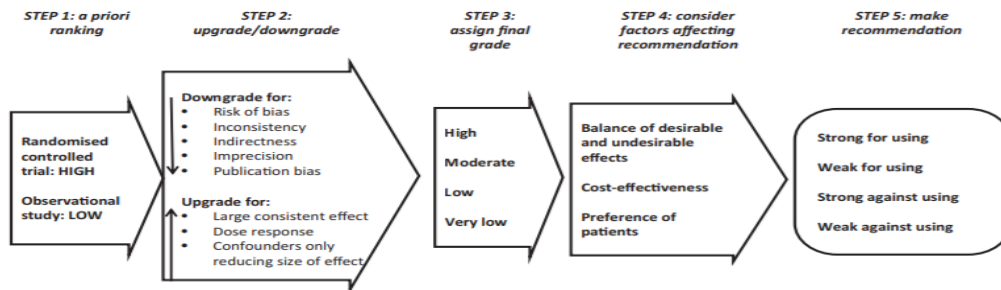 STEP 1: a priori
ranking
STEP 2:
upgrade/downgrade
STEP 3:
assign final
grade
STEP 4: consider
factors affecting
recommendation
STEP 5: make
recommendation
Randomised
controlled
trial: HIGH
Observational
study: LOW
Downgrade for:
• Risk of bias
• Inconsistency
• Indirectness
• Imprecision
• Publication bias
Upgrade for:
• Large consistent effect
• Dose response
• Confounders only
reducing size of effect
High
Moderate
Low
Very low
Balance of desirable
and undesirable
effects
Cost-effectiveness
Preference of
patients
Strong for using
Weak for using
Strong against using
Weak against using